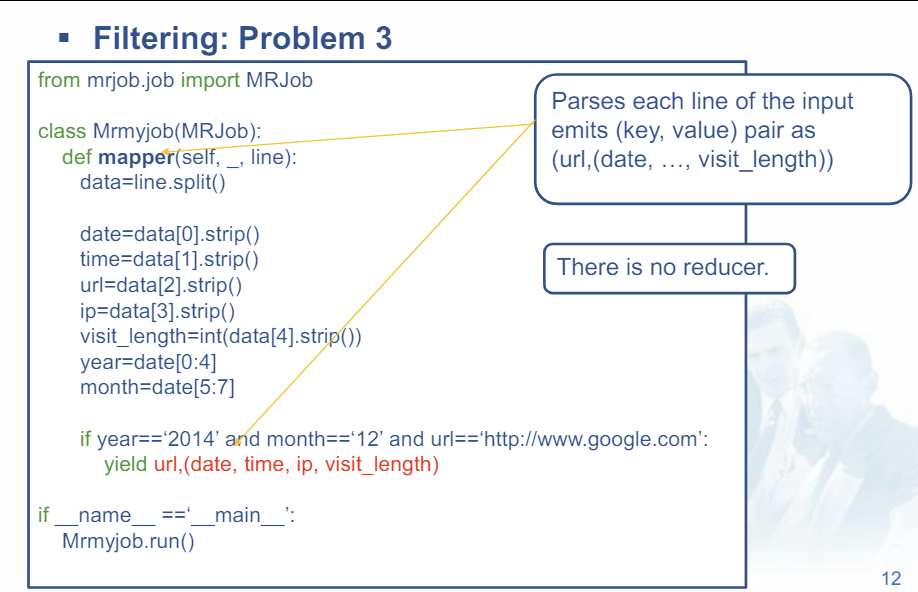 ▪ Filtering: Problem 3
from mrjob.job import MRJob
class Mrmyjob(MRJob):
def mapper(self, _, line):
data=line.split()
date=data[0].strip()
time=data[1].strip()
url=data[2].strip()
ip=data[3].strip()
visit_length=int(data[4].strip())
year=date[0:4]
month=date[5:7]
if year==‘2014’ and month==‘12’ and url==‘http://www.google.com’:
yield url,(date, time, ip, visit_length)
if __name__ ==‘__main__’:
Mrmyjob.run()
Parses each line of the input
emits (key, value) pair as
(url,(date, …, visit_length))
There is no reducer.
12